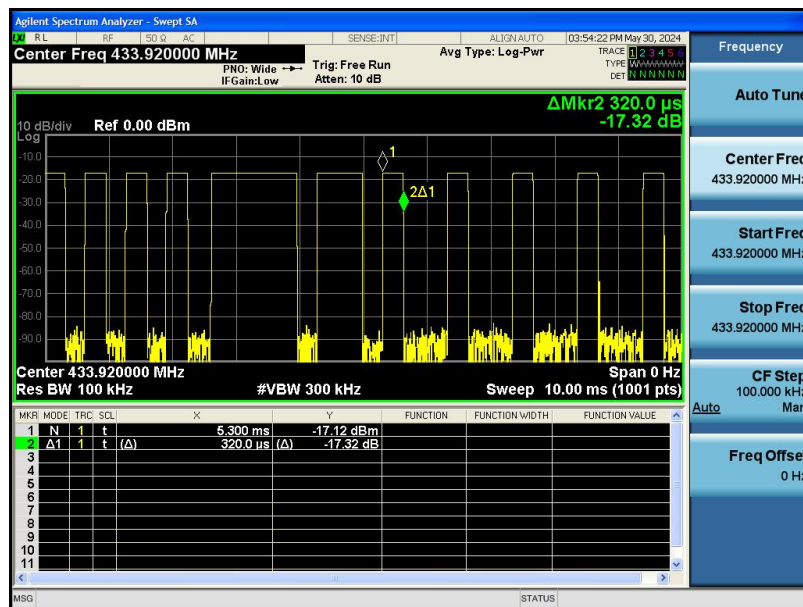 Agilent Spectrum Analyzer - Swept SA
LXI RL RF 50 Ω AC SENSE:INT ALIGN AUTO 03:54:22 PM May 30, 2024
Center Freq 433.920000 MHz
PNO: Wide
IFGain:Low
Trig: Free Run
Atten: 10 dB
Avg Type: Log-Pwr
TRACE 1 2 3 4 5 6
TYPE
DET N N N N N N
ΔMkr2 320.0 µs
-17.32 dB
10 dB/div Ref 0.00 dBm
Log
-10.0
-20.0
-30.0
-40.0
-50.0
-60.0
-70.0
-80.0
-90.0
1
2Δ1
Center 433.920000 MHz Span 0 Hz
Res BW 100 kHz #VBW 300 kHz Sweep 10.00 ms (1001 pts)
MKR MODE TRC SCL X Y FUNCTION FUNCTION WIDTH FUNCTION VALUE
1 N 1 t 5.300 ms -17.12 dBm
2 Δ1 1 t (Δ) 320.0 µs (Δ) -17.32 dB
3
4
5
6
7
8
9
10
11
MSG STATUS
Frequency
Auto Tune
Center Freq
433.920000 MHz
Start Freq
433.920000 MHz
Stop Freq
433.920000 MHz
CF Step
100.000 kHz
Auto Man
Freq Offset
0 Hz